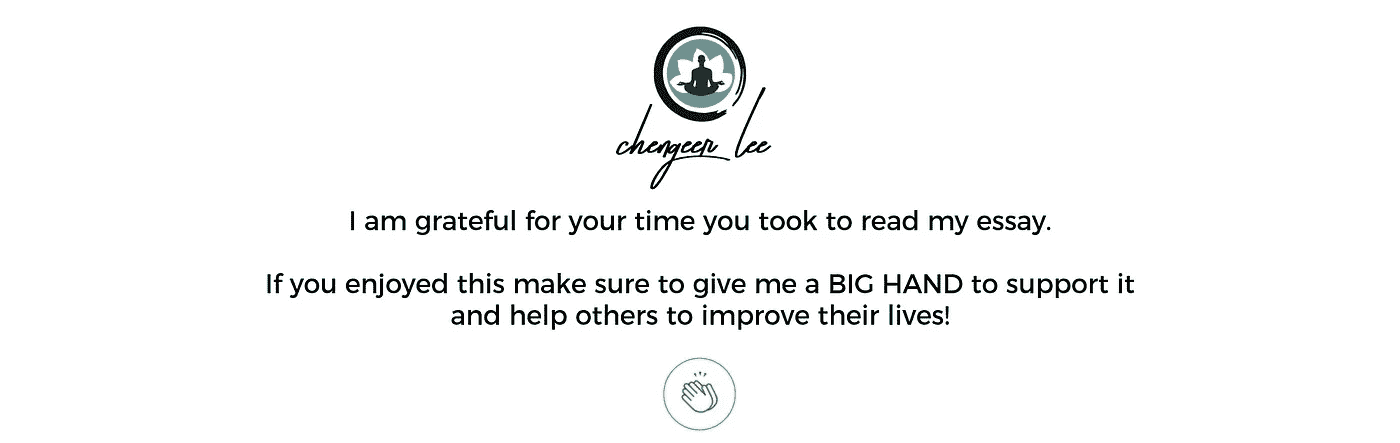 chengeer lee
I am grateful for your time you took to read my essay.
If you enjoyed this make sure to give me a BIG HAND to support it
and help others to improve their lives!